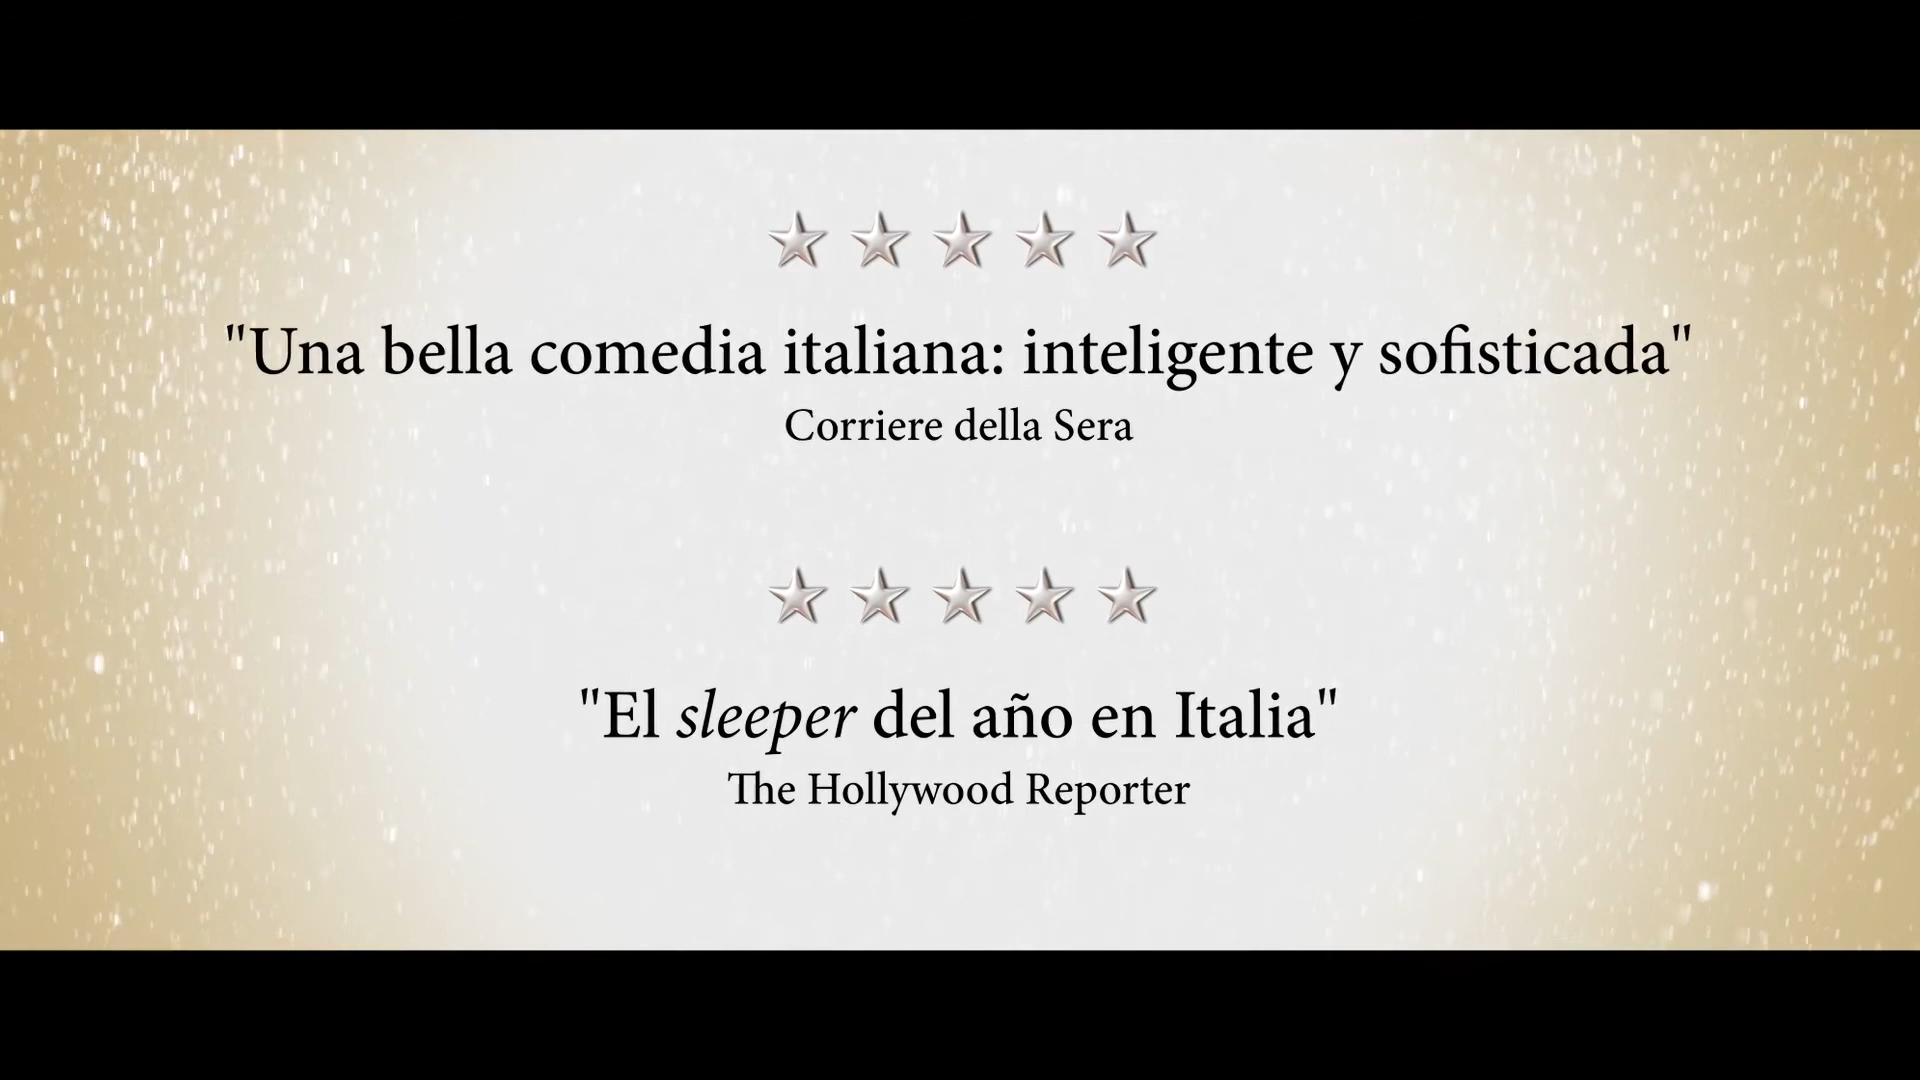 "Una bella comedia italiana: inteligente y sofisticada"
Corriere della Sera
"El sleeper del año en Italia"
The Hollywood Reporter